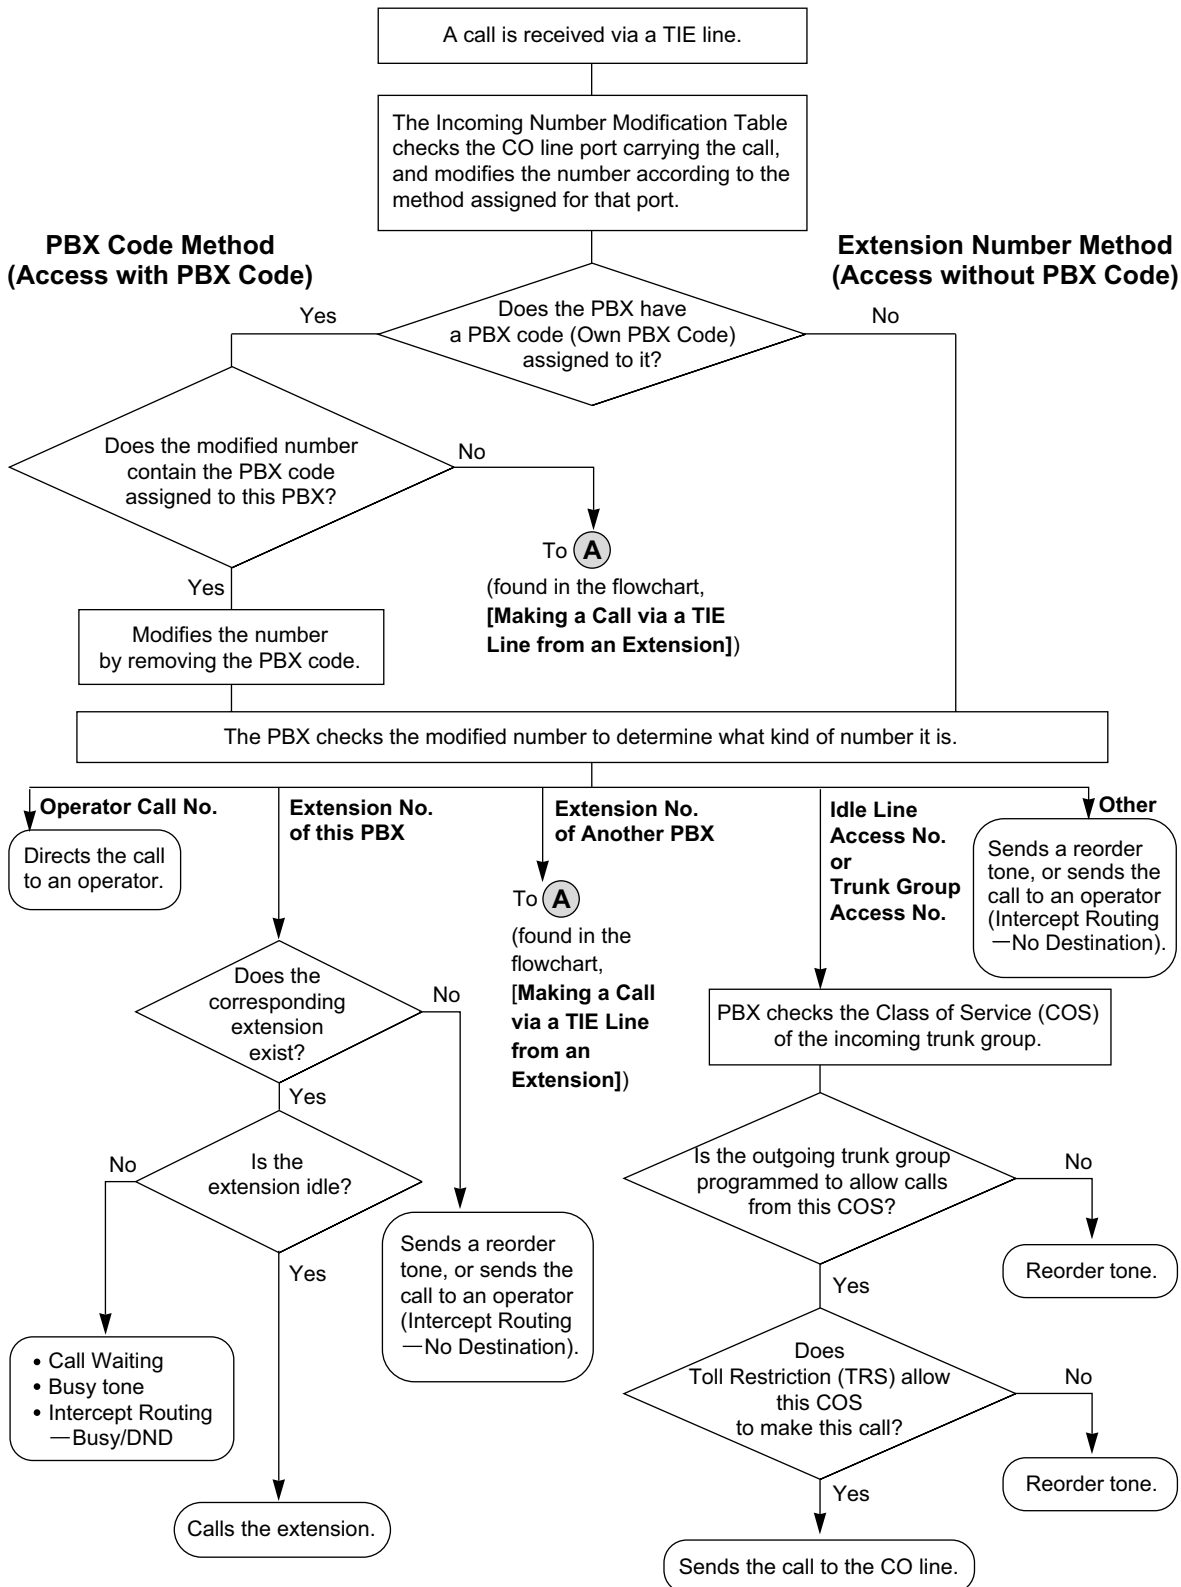 A call is received via a TIE line.
The Incoming Number Modification Table
checks the CO line port carrying the call,
and modifies the number according to the
method assigned for that port.
PBX Code Method
(Access with PBX Code)
Extension Number Method
(Access without PBX Code)
Yes
Does the PBX have
a PBX code (Own PBX Code)
assigned to it?
No
Does the modified number
contain the PBX code
assigned to this PBX?
No
To A
(found in the flowchart,
[Making a Call via a TIE
Line from an Extension])
Yes
Modifies the number
by removing the PBX code.
The PBX checks the modified number to determine what kind of number it is.
Operator Call No.
Directs the call
to an operator.
Extension No.
of this PBX
Extension No.
of Another PBX
Idle Line
Access No.
or
Trunk Group
Access No.
Other
Sends a reorder
tone, or sends the
call to an operator
(Intercept Routing
—No Destination).
To A
(found in the
flowchart,
[Making a Call
via a TIE Line
from an
Extension])
Does the
corresponding
extension
exist?
No
Yes
PBX checks the Class of Service (COS)
of the incoming trunk group.
Is the
extension idle?
No
Yes
Sends a reorder
tone, or sends the
call to an operator
(Intercept Routing
—No Destination).
Is the outgoing trunk group
programmed to allow calls
from this COS?
No
Reorder tone.
Yes
• Call Waiting
• Busy tone
• Intercept Routing
—Busy/DND
Does
Toll Restriction (TRS) allow
this COS
to make this call?
No
Reorder tone.
Yes
Calls the extension.
Sends the call to the CO line.